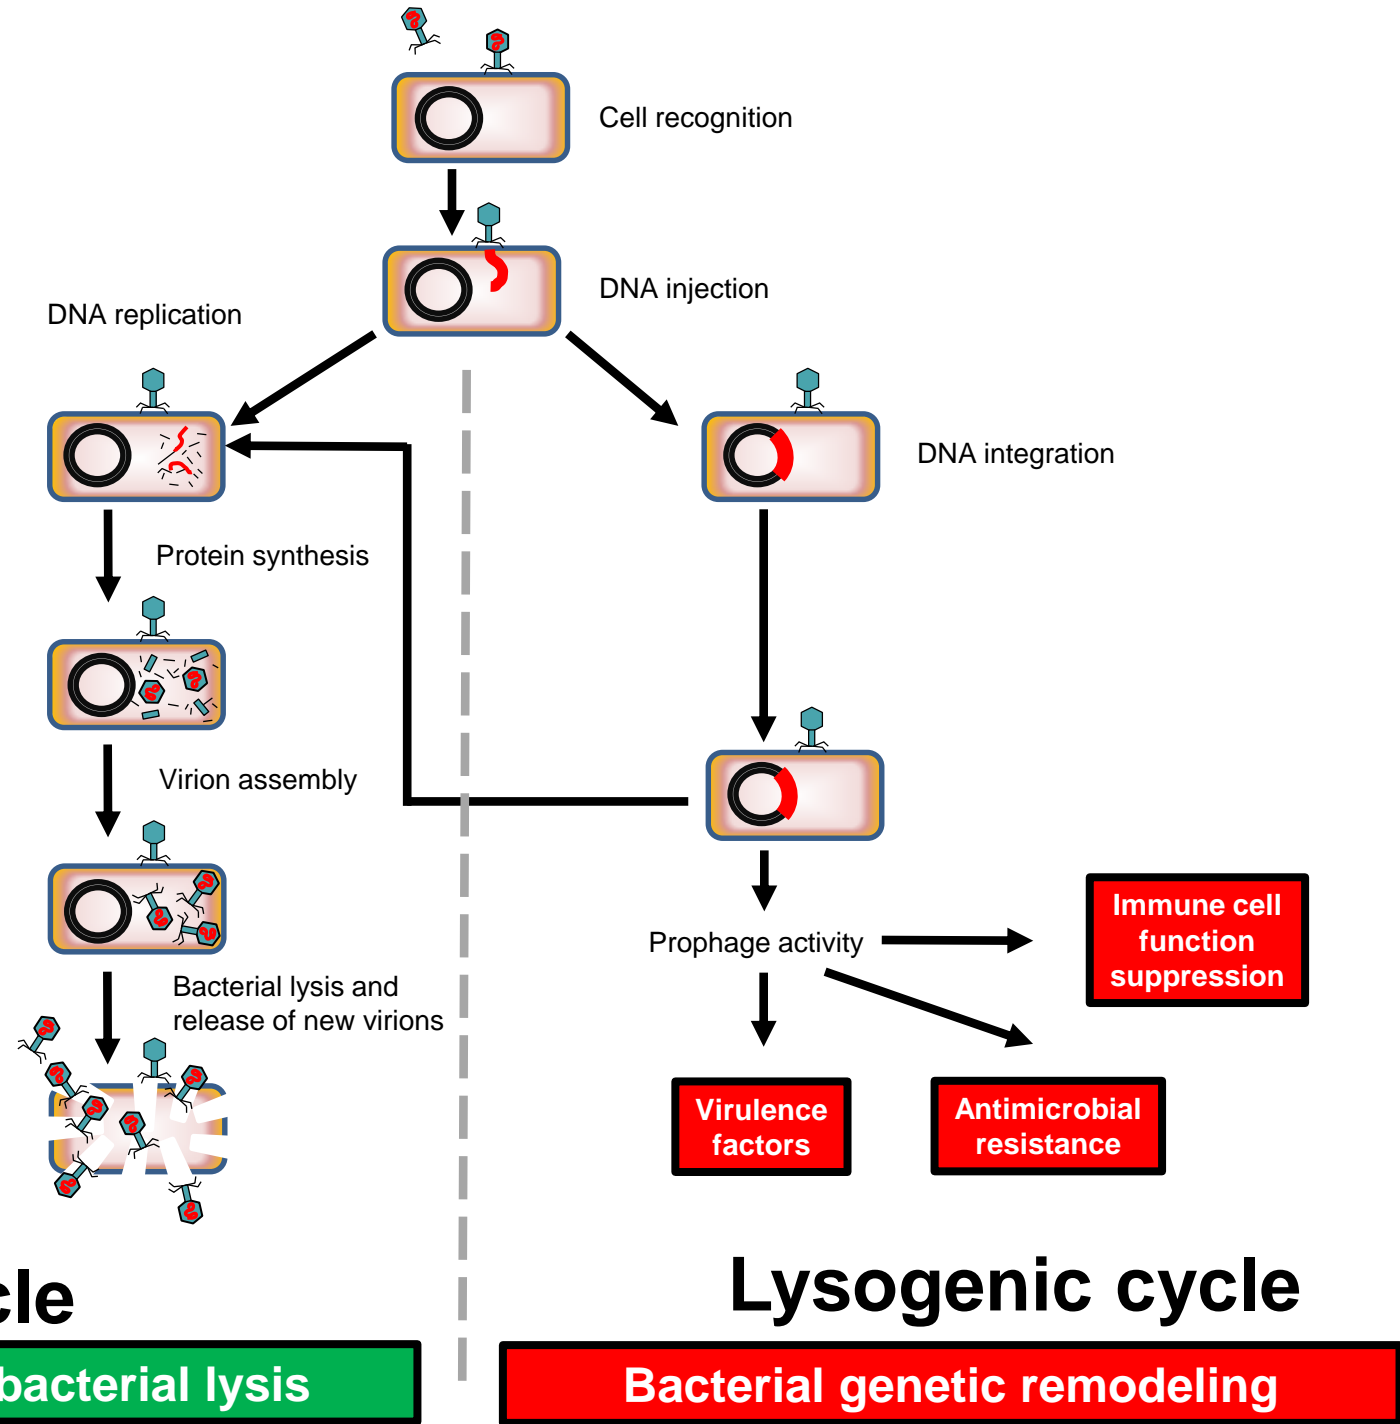 Cell recognition
DNA injection
DNA replication
DNA integration
Protein synthesis
Virion assembly
Bacterial lysis and
release of new virions
Prophage activity
Immune cell
function
suppression
Virulence
factors
Antimicrobial
resistance
cle
Lysogenic cycle
bacterial lysis
Bacterial genetic remodeling